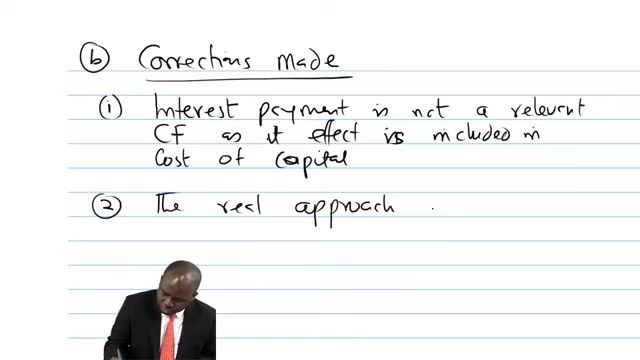 (b) Corrections made
(1) Interest payment is not a relevant
CF as it effect is included in
Cost of capital
(2) The real approach